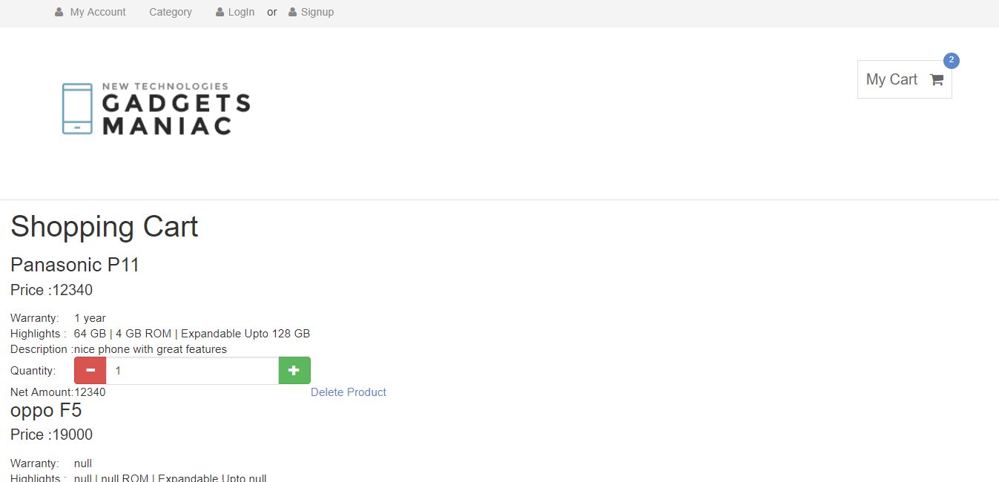 My Account Category LogIn or Signup
2
My Cart
NEW TECHNOLOGIES
GADGETS
MANIAC
Shopping Cart
Panasonic P11
Price :12340
Warranty: 1 year
Highlights : 64 GB | 4 GB ROM | Expandable Upto 128 GB
Description :nice phone with great features
Quantity: 1
Net Amount:12340 Delete Product
oppo F5
Price :19000
Warranty: null
Highlights : null | null ROM | Expandable Upto null